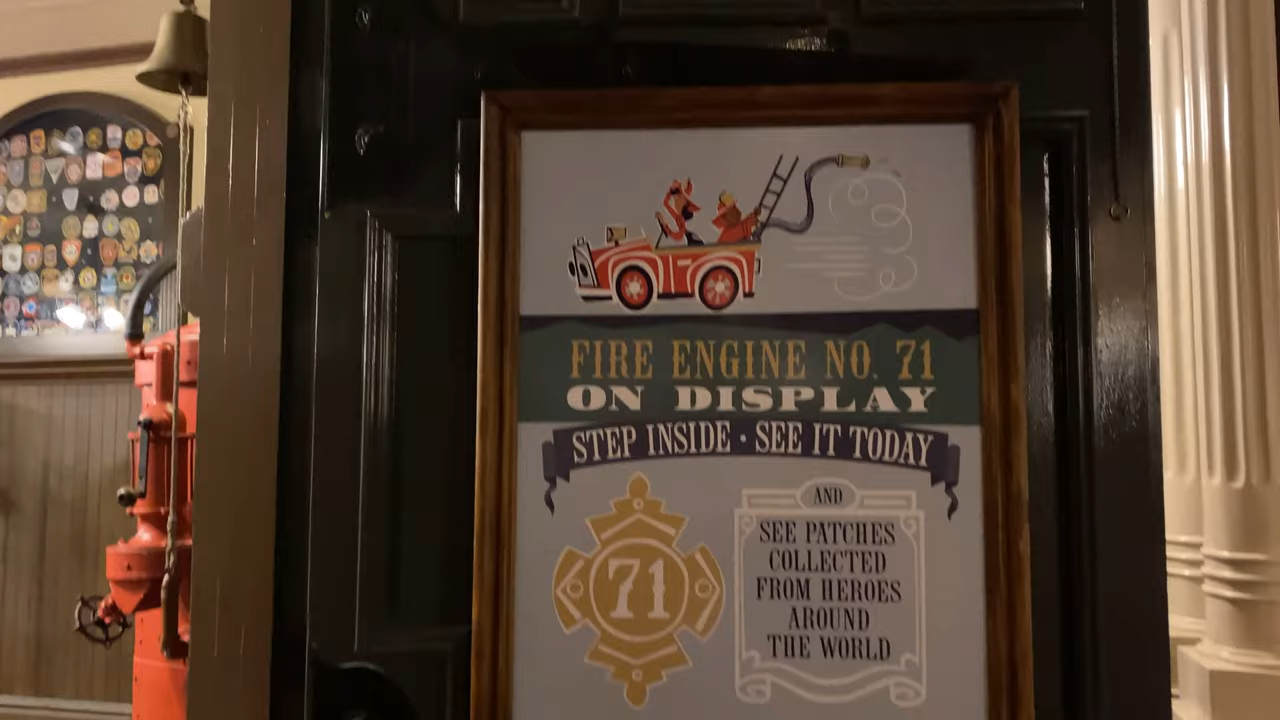 FIRE ENGINE NO. 71
ON DISPLAY
STEP INSIDE · SEE IT TODAY
71
AND
SEE PATCHES
COLLECTED
FROM HEROES
AROUND
THE WORLD